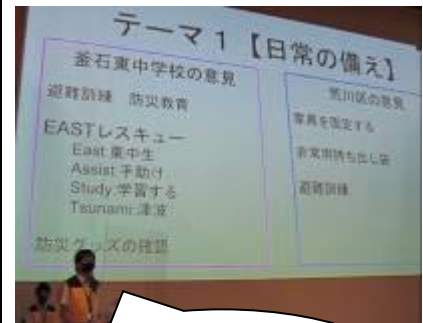 テーマ1【日常の備え】
釜石東中学校の意見
避難訓練 防災教育
EASTレスキュー
East:東中生
Assist:手助け
Study:学習する
Tsunami:津波
防災グッズの確認
荒川区の意見
家具を固定する
非常用持ち出し袋
避難訓練